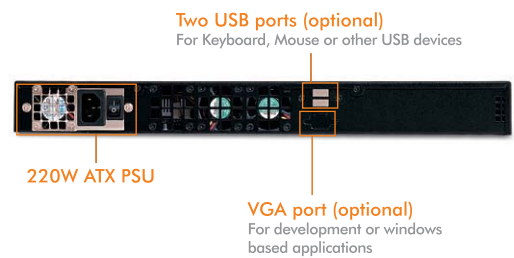 Two USB ports (optional)
For Keyboard, Mouse or other USB devices
220W ATX PSU
VGA port (optional)
For development or windows
based applications